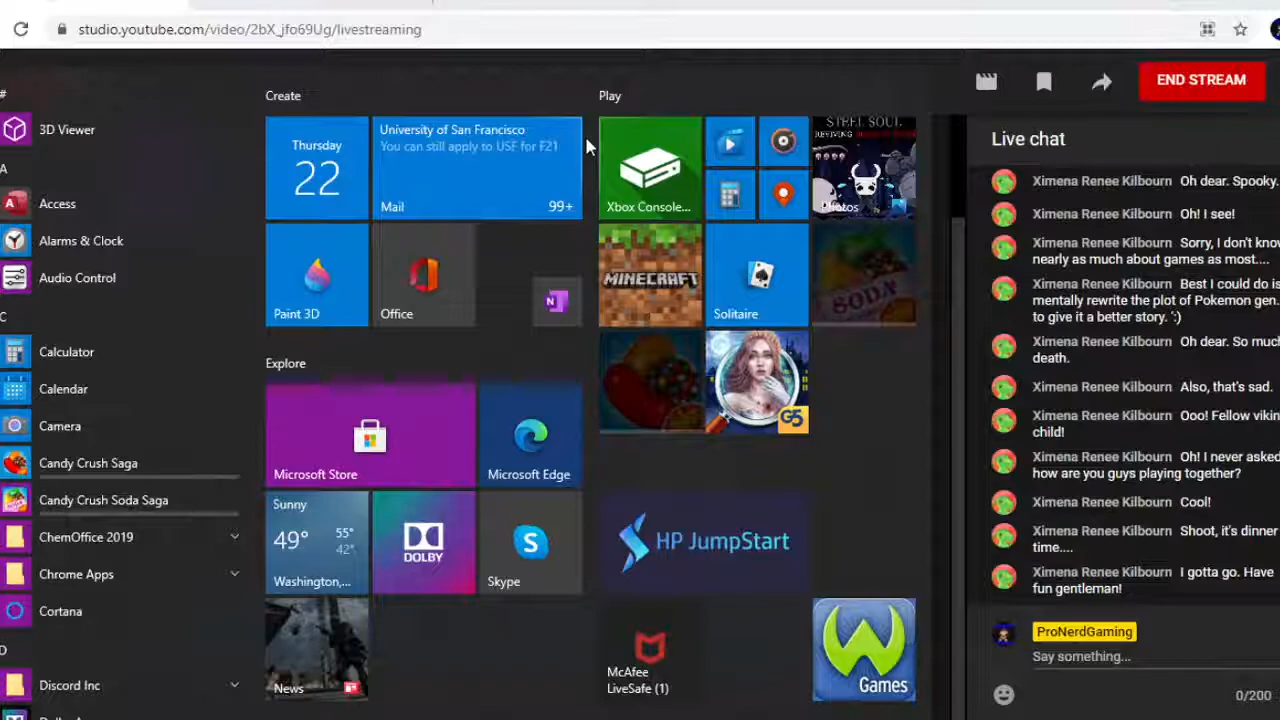 studio.youtube.com/video/2bX_jfo69Ug/livestreaming
END STREAM
#
3D Viewer
A
Access
Alarms & Clock
Audio Control
C
Calculator
Calendar
Camera
Candy Crush Saga
Candy Crush Soda Saga
ChemOffice 2019
Chrome Apps
Cortana
D
Discord Inc
Create
Thursday
22
University of San Francisco
You can still apply to USF for F21
Mail
99+
Paint 3D
Office
Explore
Microsoft Store
Microsoft Edge
Sunny
49°
55°
42°
Washington,...
DOLBY
Skype
News
Play
Xbox Console...
STEEL SOUL
REVIVING
Photos
MINECRAFT
Solitaire
SODA
G5
HP JumpStart
McAfee
LiveSafe (1)
Games
Live chat
Ximena Renee Kilbourn Oh dear. Spooky.
Ximena Renee Kilbourn Oh! I see!
Ximena Renee Kilbourn Sorry, I don't know
nearly as much about games as most....
Ximena Renee Kilbourn Best I could do is
mentally rewrite the plot of Pokemon gen.
to give it a better story. ':)
Ximena Renee Kilbourn Oh dear. So much
death.
Ximena Renee Kilbourn Also, that's sad.
Ximena Renee Kilbourn Ooo! Fellow vikin
child!
Ximena Renee Kilbourn Oh! I never asked
how are you guys playing together?
Ximena Renee Kilbourn Cool!
Ximena Renee Kilbourn Shoot, it's dinner
time....
Ximena Renee Kilbourn I gotta go. Have
fun gentleman!
ProNerdGaming
Say something...
0/200